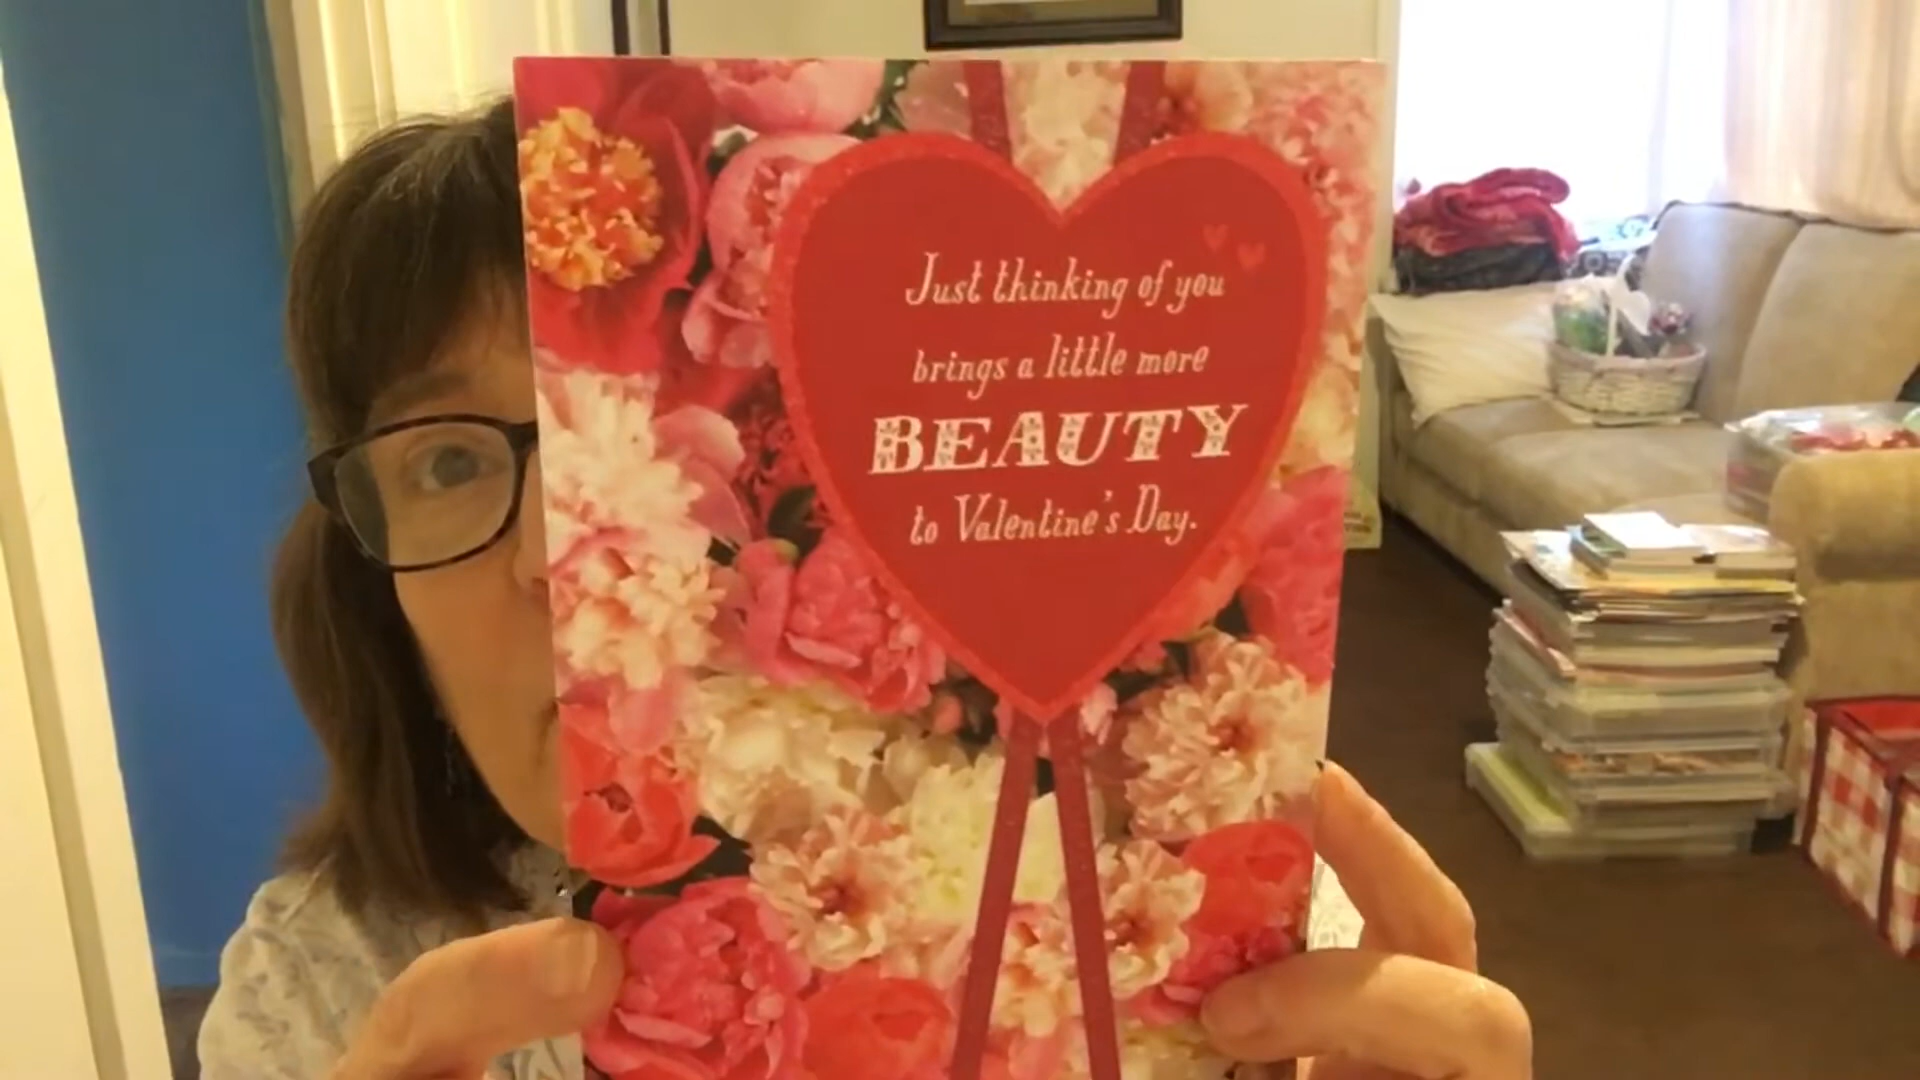 Just thinking of you
brings a little more
BEAUTY
to Valentine's Day.